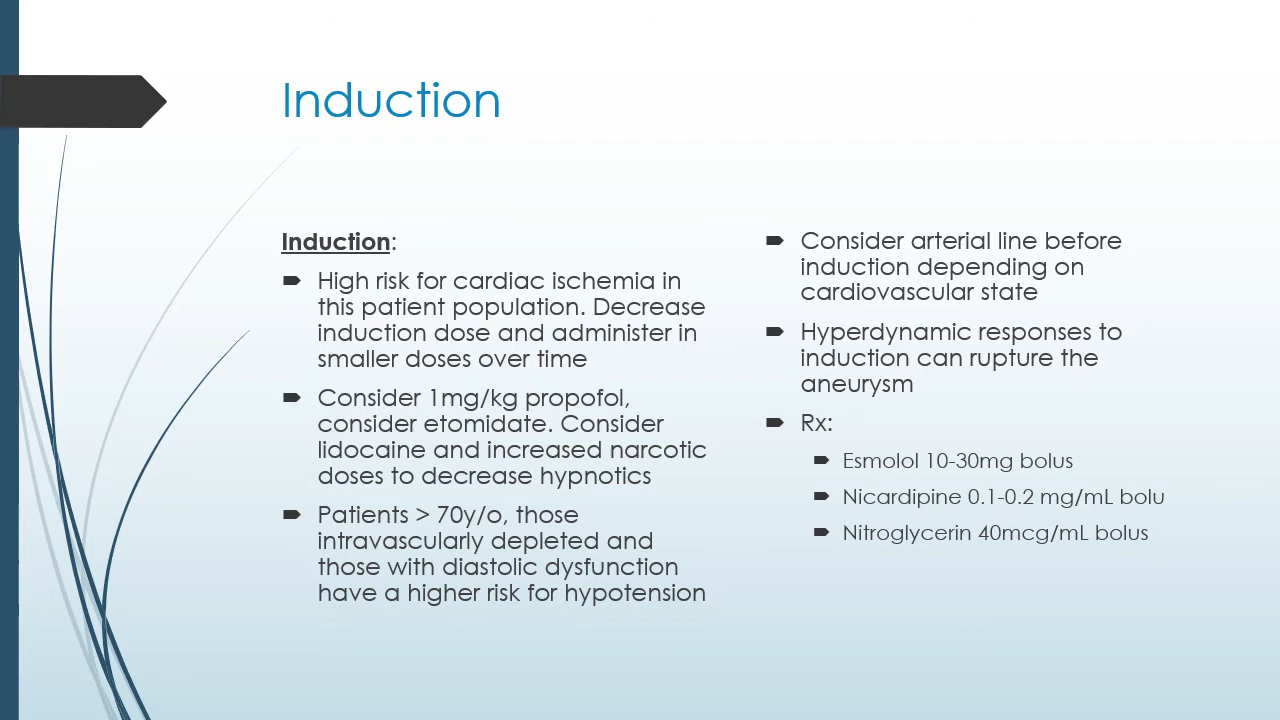 Induction
Induction:
High risk for cardiac ischemia in
this patient population. Decrease
induction dose and administer in
smaller doses over time
Consider 1mg/kg propofol,
consider etomidate. Consider
lidocaine and increased narcotic
doses to decrease hypnotics
Patients > 70y/o, those
intravascularly depleted and
those with diastolic dysfunction
have a higher risk for hypotension
Consider arterial line before
induction depending on
cardiovascular state
Hyperdynamic responses to
induction can rupture the
aneurysm
Rx:
Esmolol 10-30mg bolus
Nicardipine 0.1-0.2 mg/mL bolu
Nitroglycerin 40mcg/mL bolus